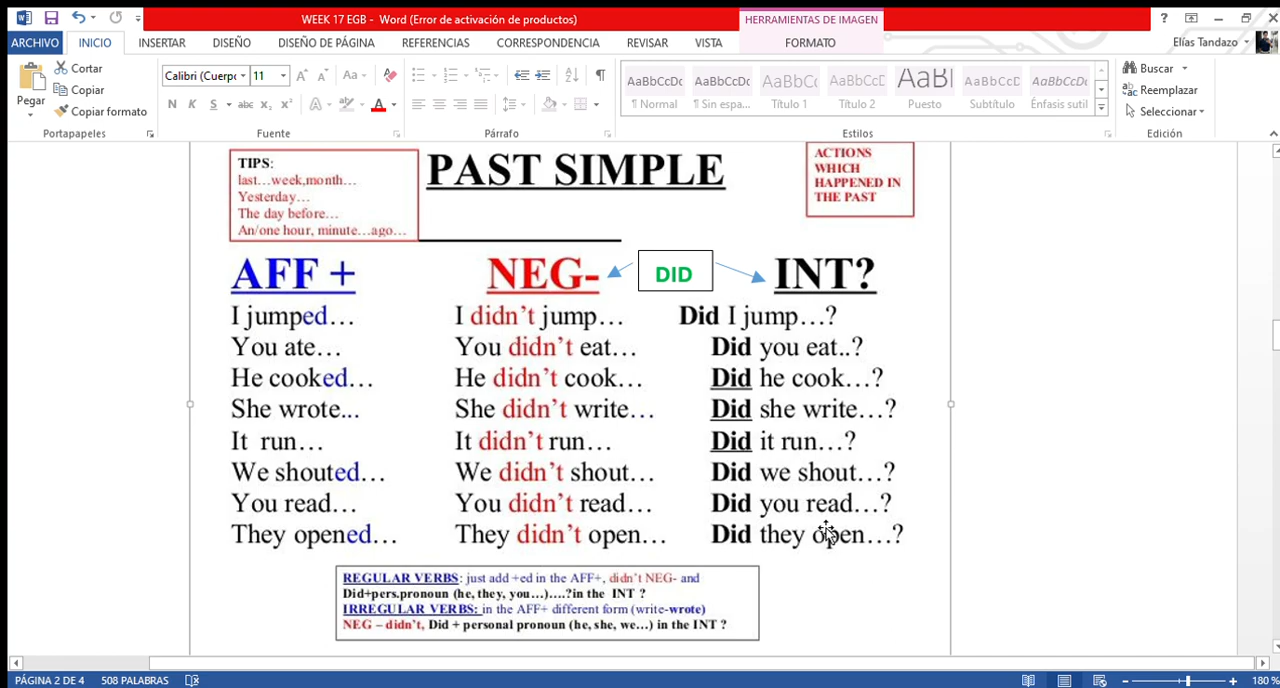 WEEK 17 EGB - Word (Error de activación de productos)
HERRAMIENTAS DE IMAGEN
ARCHIVO INICIO INSERTAR DISEÑO DISEÑO DE PÁGINA REFERENCIAS CORRESPONDENCIA REVISAR VISTA FORMATO
Elías Tandazo
Pegar
Cortar
Copiar
Copiar formato
Portapapeles
Calibri (Cuerpo 11
N K S abc x₂ x²
Fuente
Párrafo
AaBbCcDc AaBbCcDc AaBbCc AaBbCcD AaBl AaBbCcD AaBbCcDc
¶ Normal ¶ Sin espa... Título 1 Título 2 Puesto Subtítulo Énfasis sutil
Estilos
Buscar
Reemplazar
Seleccionar
Edición
TIPS:
last…week,month…
Yesterday…
The day before…
An/one hour, minute…ago…
PAST SIMPLE
ACTIONS
WHICH
HAPPENED IN
THE PAST
AFF + NEG- DID INT?
I jumped… I didn’t jump… Did I jump…?
You ate… You didn’t eat… Did you eat..?
He cooked… He didn’t cook… Did he cook…?
She wrote... She didn’t write… Did she write…?
It run… It didn’t run… Did it run…?
We shouted… We didn’t shout… Did we shout…?
You read… You didn’t read… Did you read…?
They opened… They didn’t open… Did they open…?
REGULAR VERBS: just add +ed in the AFF+, didn’t NEG- and
Did+pers.pronoun (he, they, you…)….?in the INT ?
IRREGULAR VERBS: in the AFF+ different form (write-wrote)
NEG – didn’t, Did + personal pronoun (he, she, we…) in the INT ?
PÁGINA 2 DE 4 508 PALABRAS 180 %